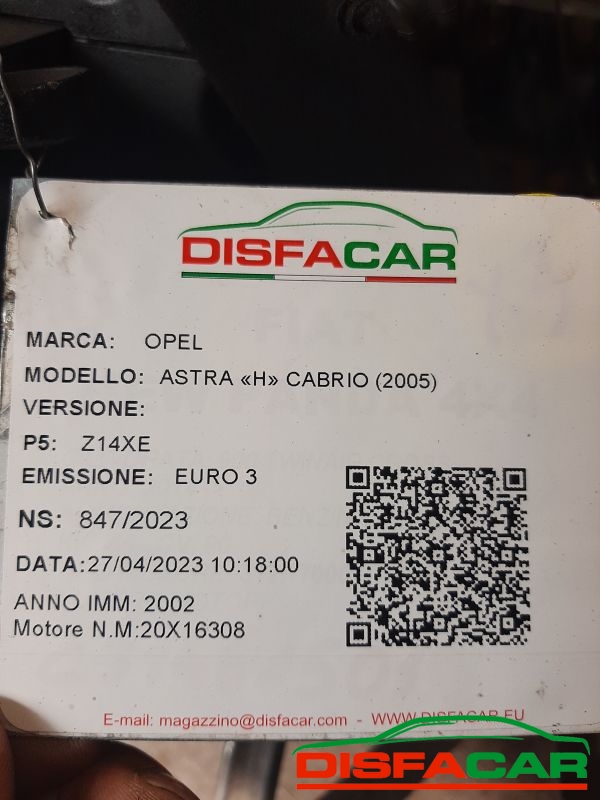 DISFACAR
MARCA: OPEL
MODELLO: ASTRA «H» CABRIO (2005)
VERSIONE:
P5: Z14XE
EMISSIONE: EURO 3
NS: 847/2023
DATA:27/04/2023 10:18:00
ANNO IMM: 2002
Motore N.M:20X16308
E-mail: magazzino@disfacar.com - WWW.DISFACAR.EU
DISFACAR